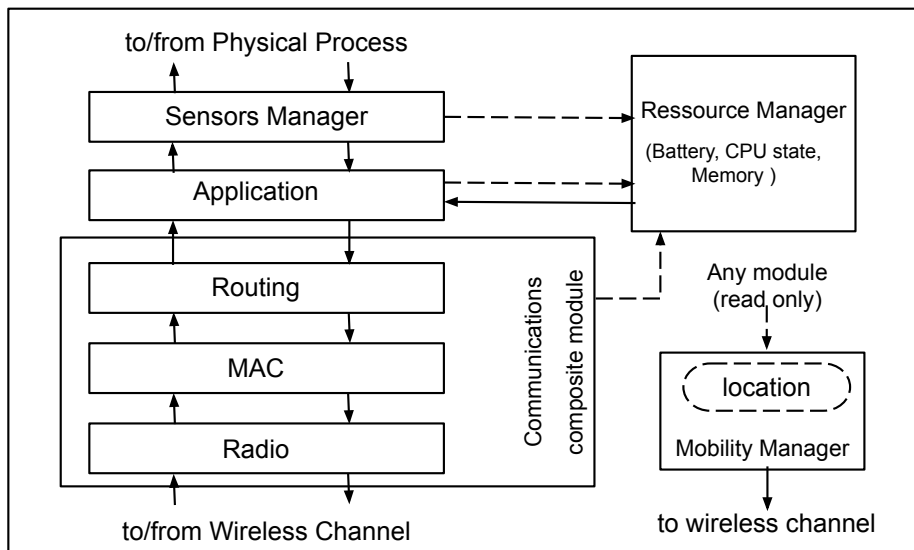 to/from Physical Process
Sensors Manager
Application
Routing
MAC
Radio
Communications
composite module
to/from Wireless Channel
Ressource Manager
(Battery, CPU state,
Memory )
Any module
(read only)
location
Mobility Manager
to wireless channel